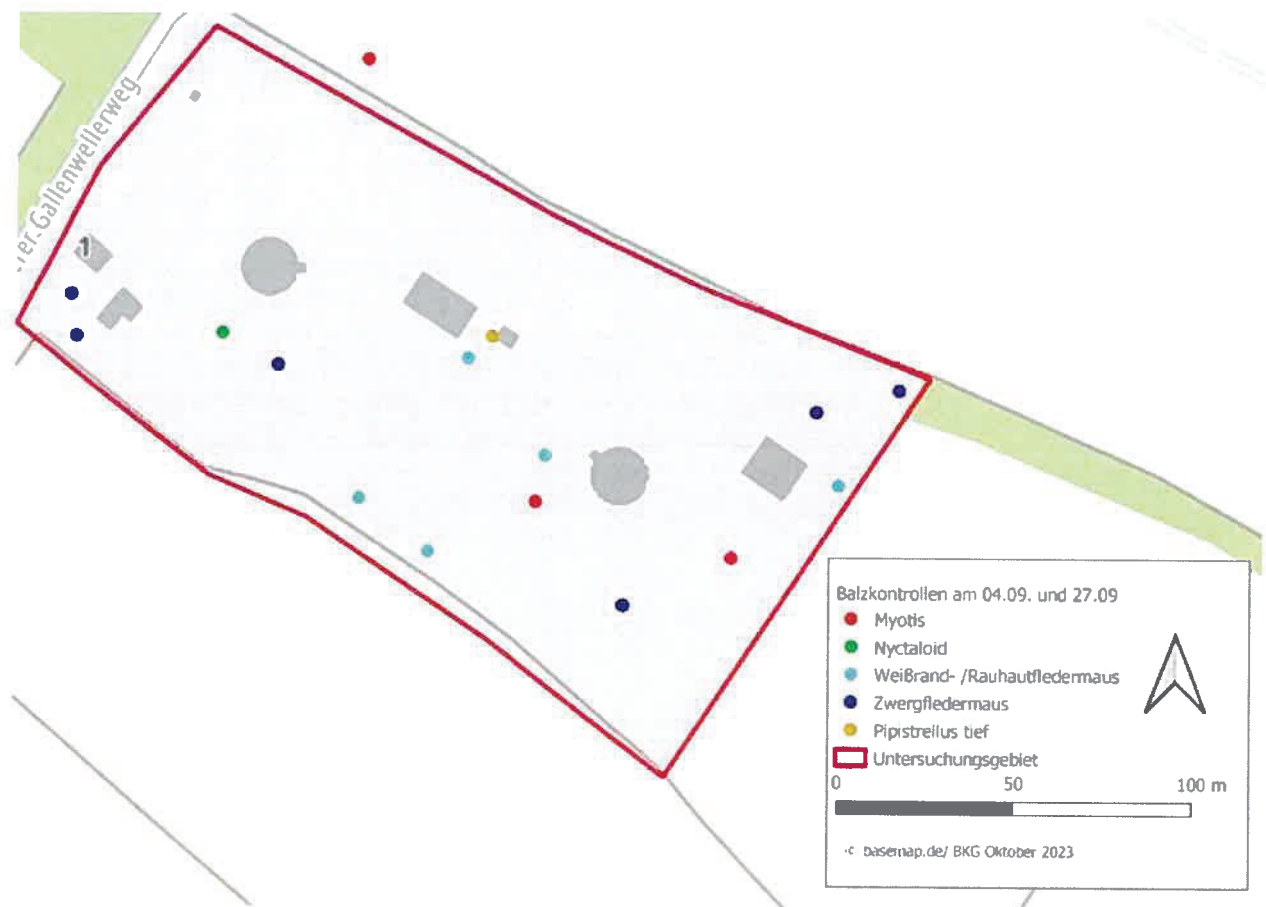 Gallenweilerweg
1
Balzkontrollen am 04.09. und 27.09
Myotis
Nyctaloid
Weißrand- /Rauhautfledermaus
Zwergfledermaus
Pipistrellus tief
Untersuchungsgebiet
0 50 100 m
basemap.de/ BKG Oktober 2023